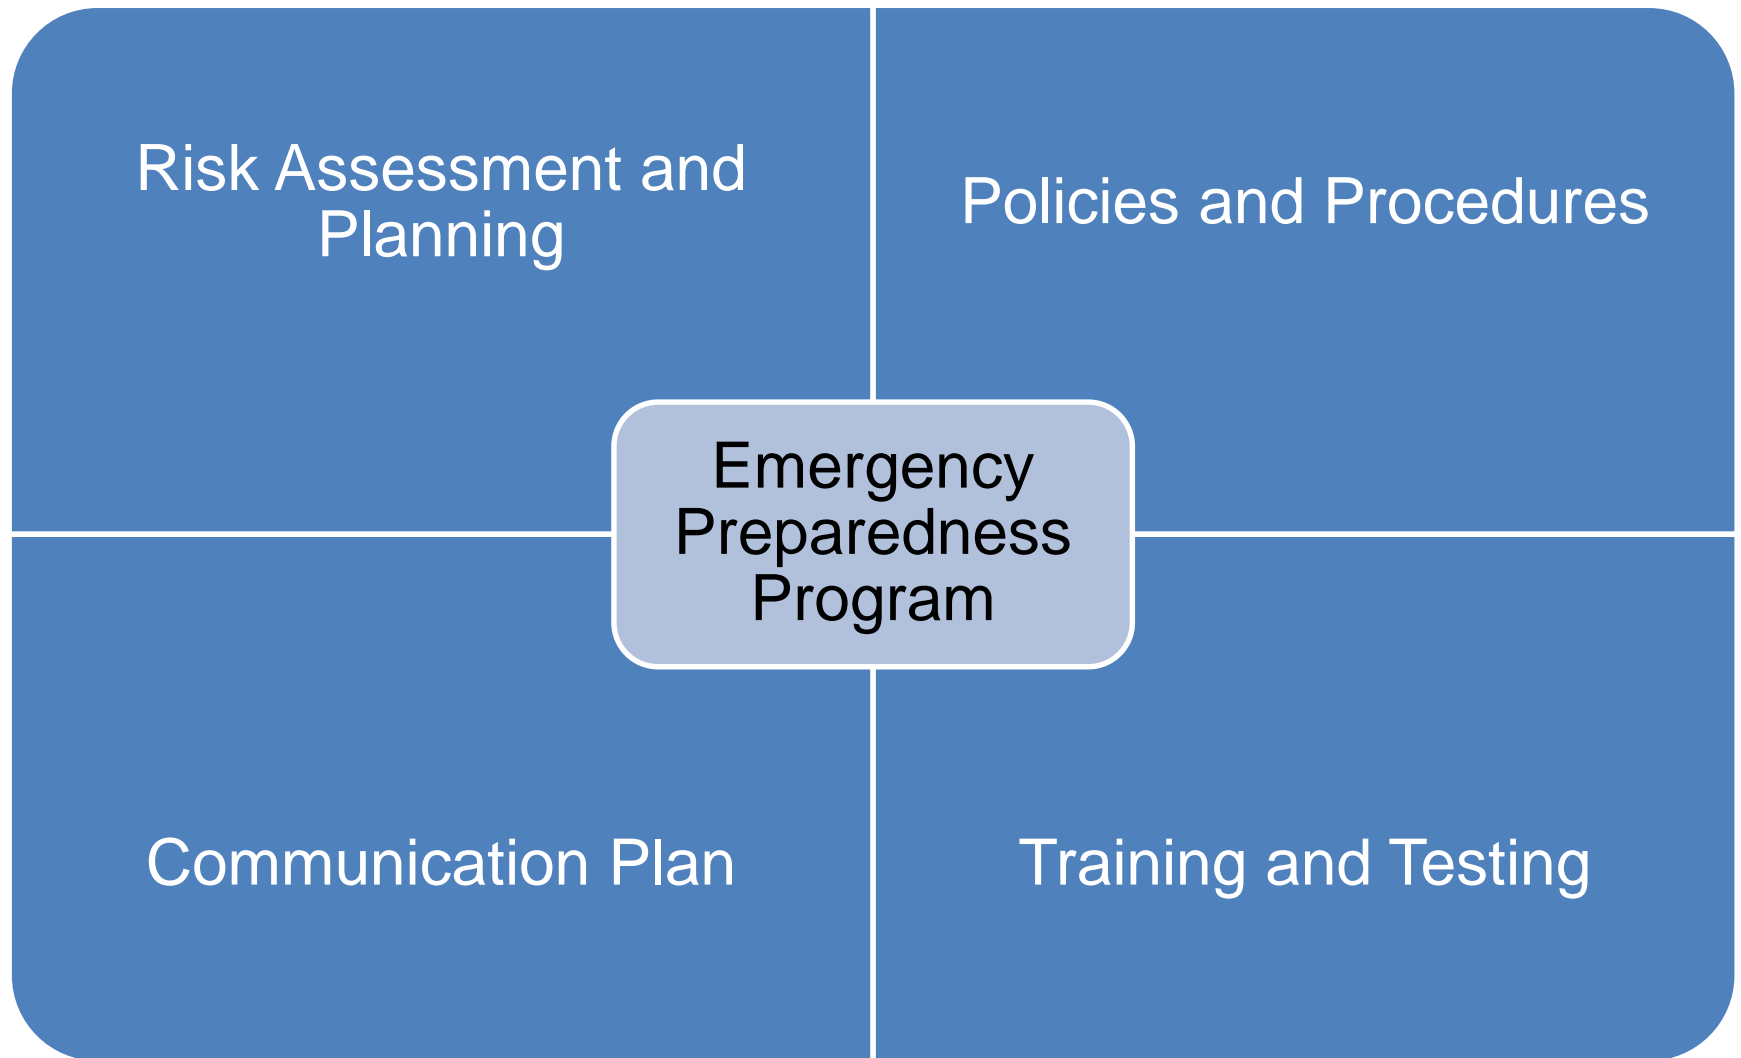 Risk Assessment and
Planning
Policies and Procedures
Emergency
Preparedness
Program
Communication Plan
Training and Testing